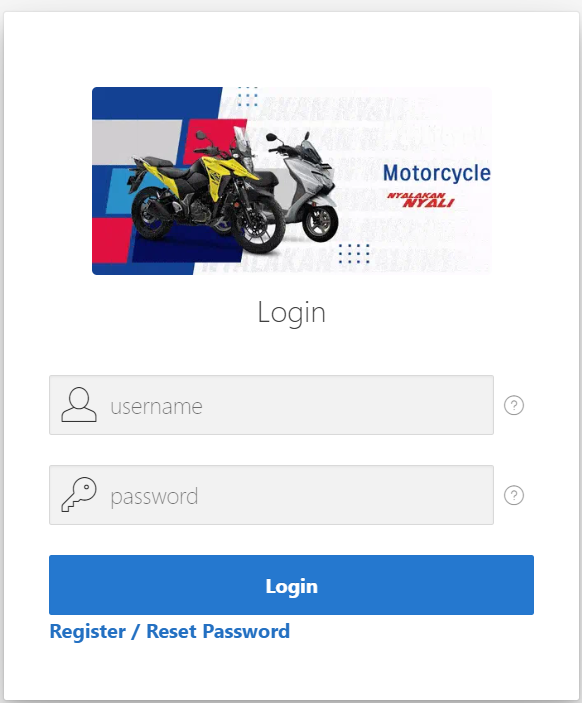 Motorcycle
NYALAKAN
NYALI
Login
username
?
password
?
Login
Register / Reset Password